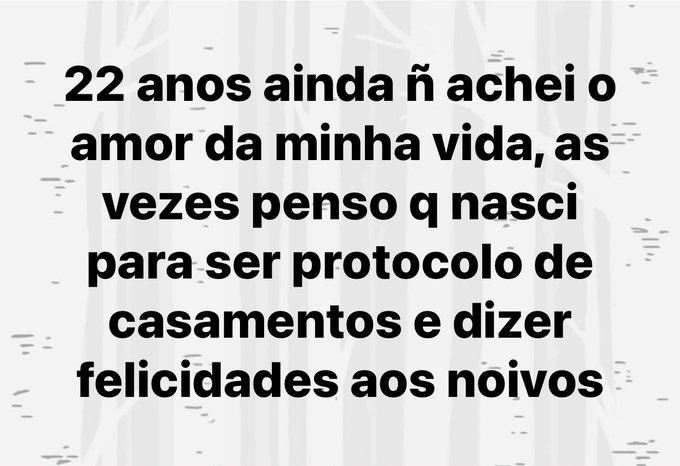 22 anos ainda ñ achei o
amor da minha vida, as
vezes penso q nasci
para ser protocolo de
casamentos e dizer
felicidades aos noivos